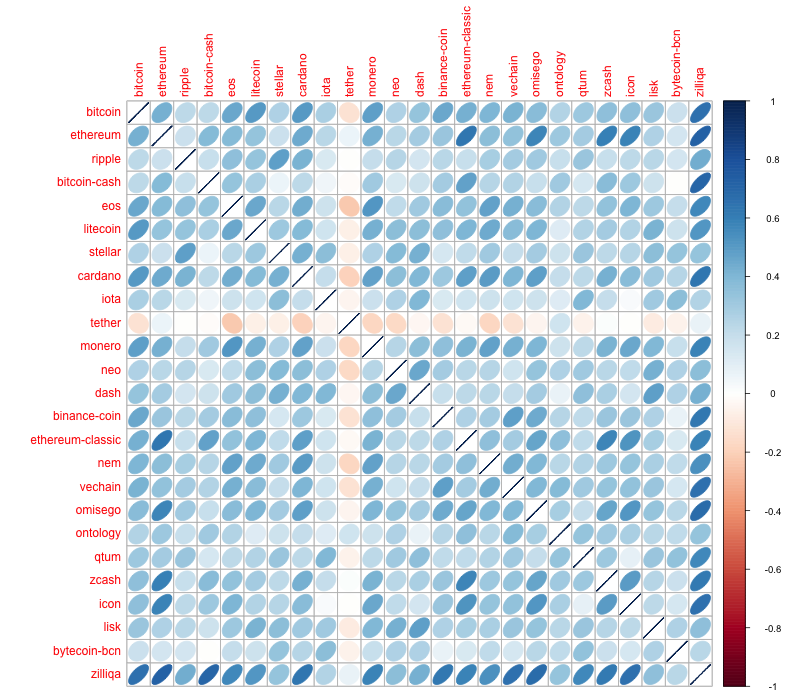 bitcoin
ethereum
ripple
bitcoin-cash
eos
litecoin
stellar
cardano
iota
tether
monero
neo
dash
binance-coin
ethereum-classic
nem
vechain
omisego
ontology
qtum
zcash
icon
lisk
bytecoin-bcn
zilliqa
bitcoin
ethereum
ripple
bitcoin-cash
eos
litecoin
stellar
cardano
iota
tether
monero
neo
dash
binance-coin
ethereum-classic
nem
vechain
omisego
ontology
qtum
zcash
icon
lisk
bytecoin-bcn
zilliqa
1
0.8
0.6
0.4
0.2
0
-0.2
-0.4
-0.6
-0.8
-1